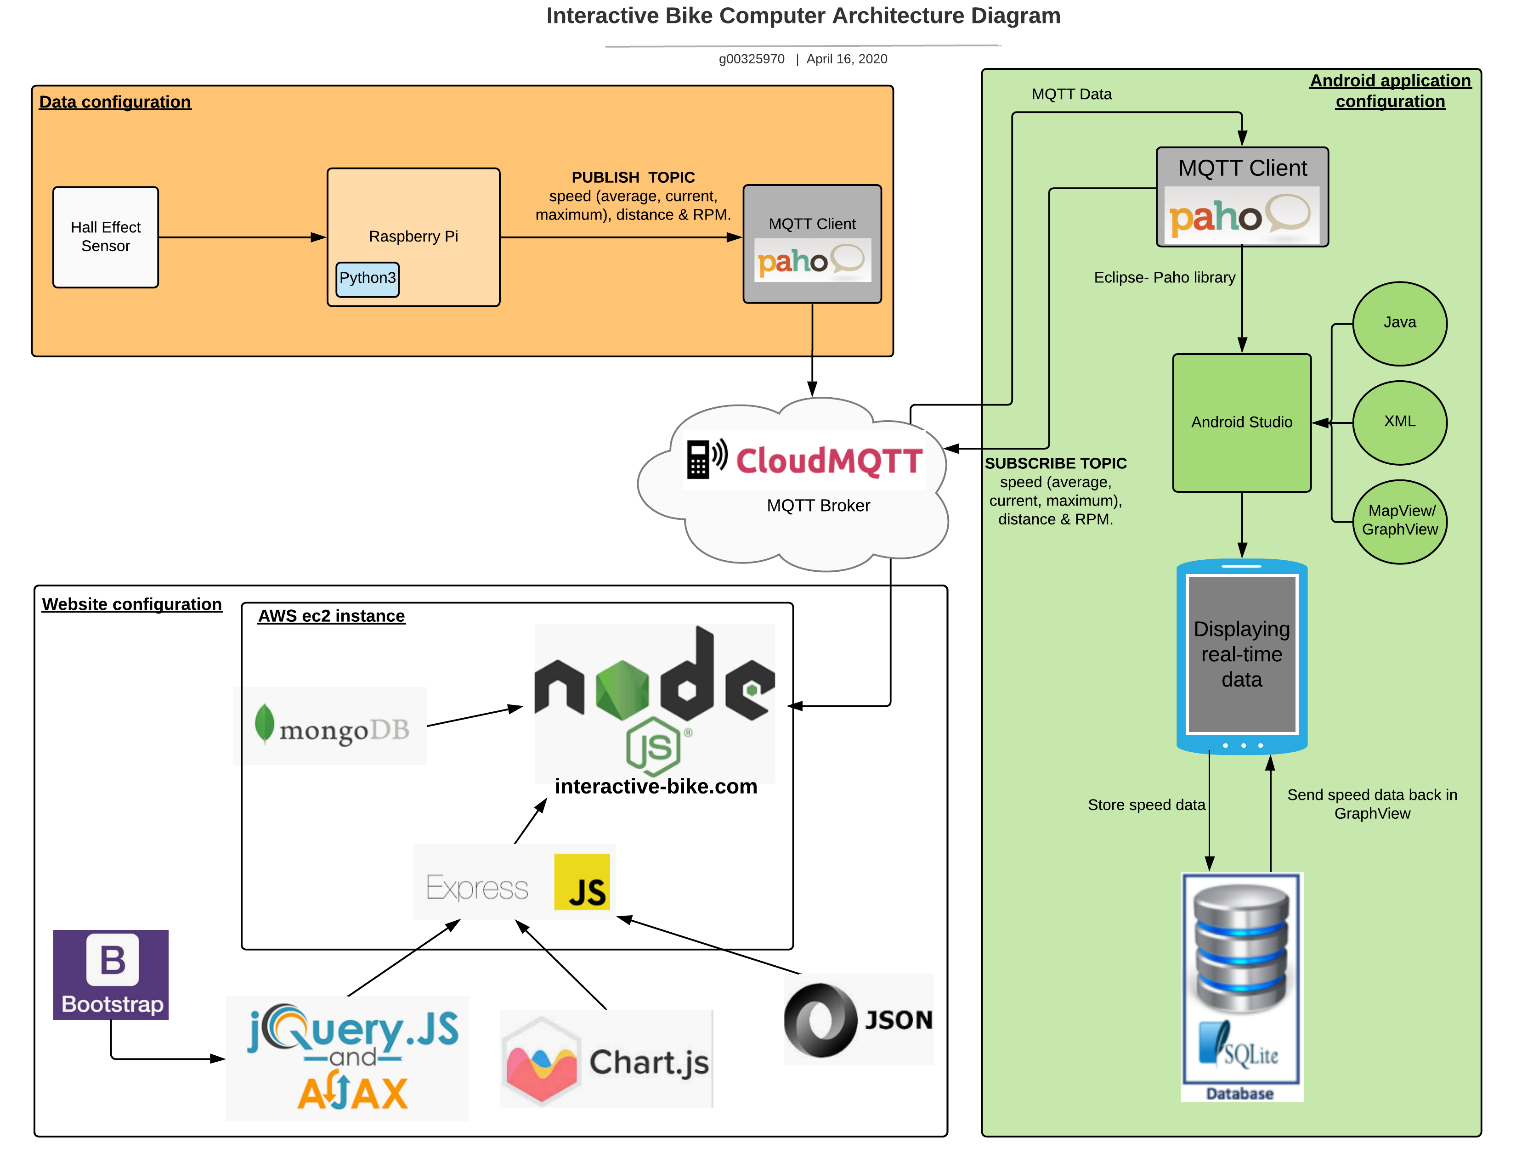 Interactive Bike Computer Architecture Diagram
g00325970 | April 16, 2020
Data configuration
Hall Effect
Sensor
Raspberry Pi
Python3
PUBLISH TOPIC
speed (average, current,
maximum), distance & RPM.
MQTT Client
paho
CloudMQTT
MQTT Broker
Android application
configuration
MQTT Data
MQTT Client
paho
Eclipse- Paho library
Java
XML
MapView/
GraphView
Android Studio
SUBSCRIBE TOPIC
speed (average,
current, maximum),
distance & RPM.
Displaying
real-time
data
Store speed data
Send speed data back in
GraphView
SQLite
Database
Website configuration
AWS ec2 instance
mongoDB
node
JS®
interactive-bike.com
Express
JS
B
Bootstrap
jQuery.JS
and
AJAX
Chart.js
JSON